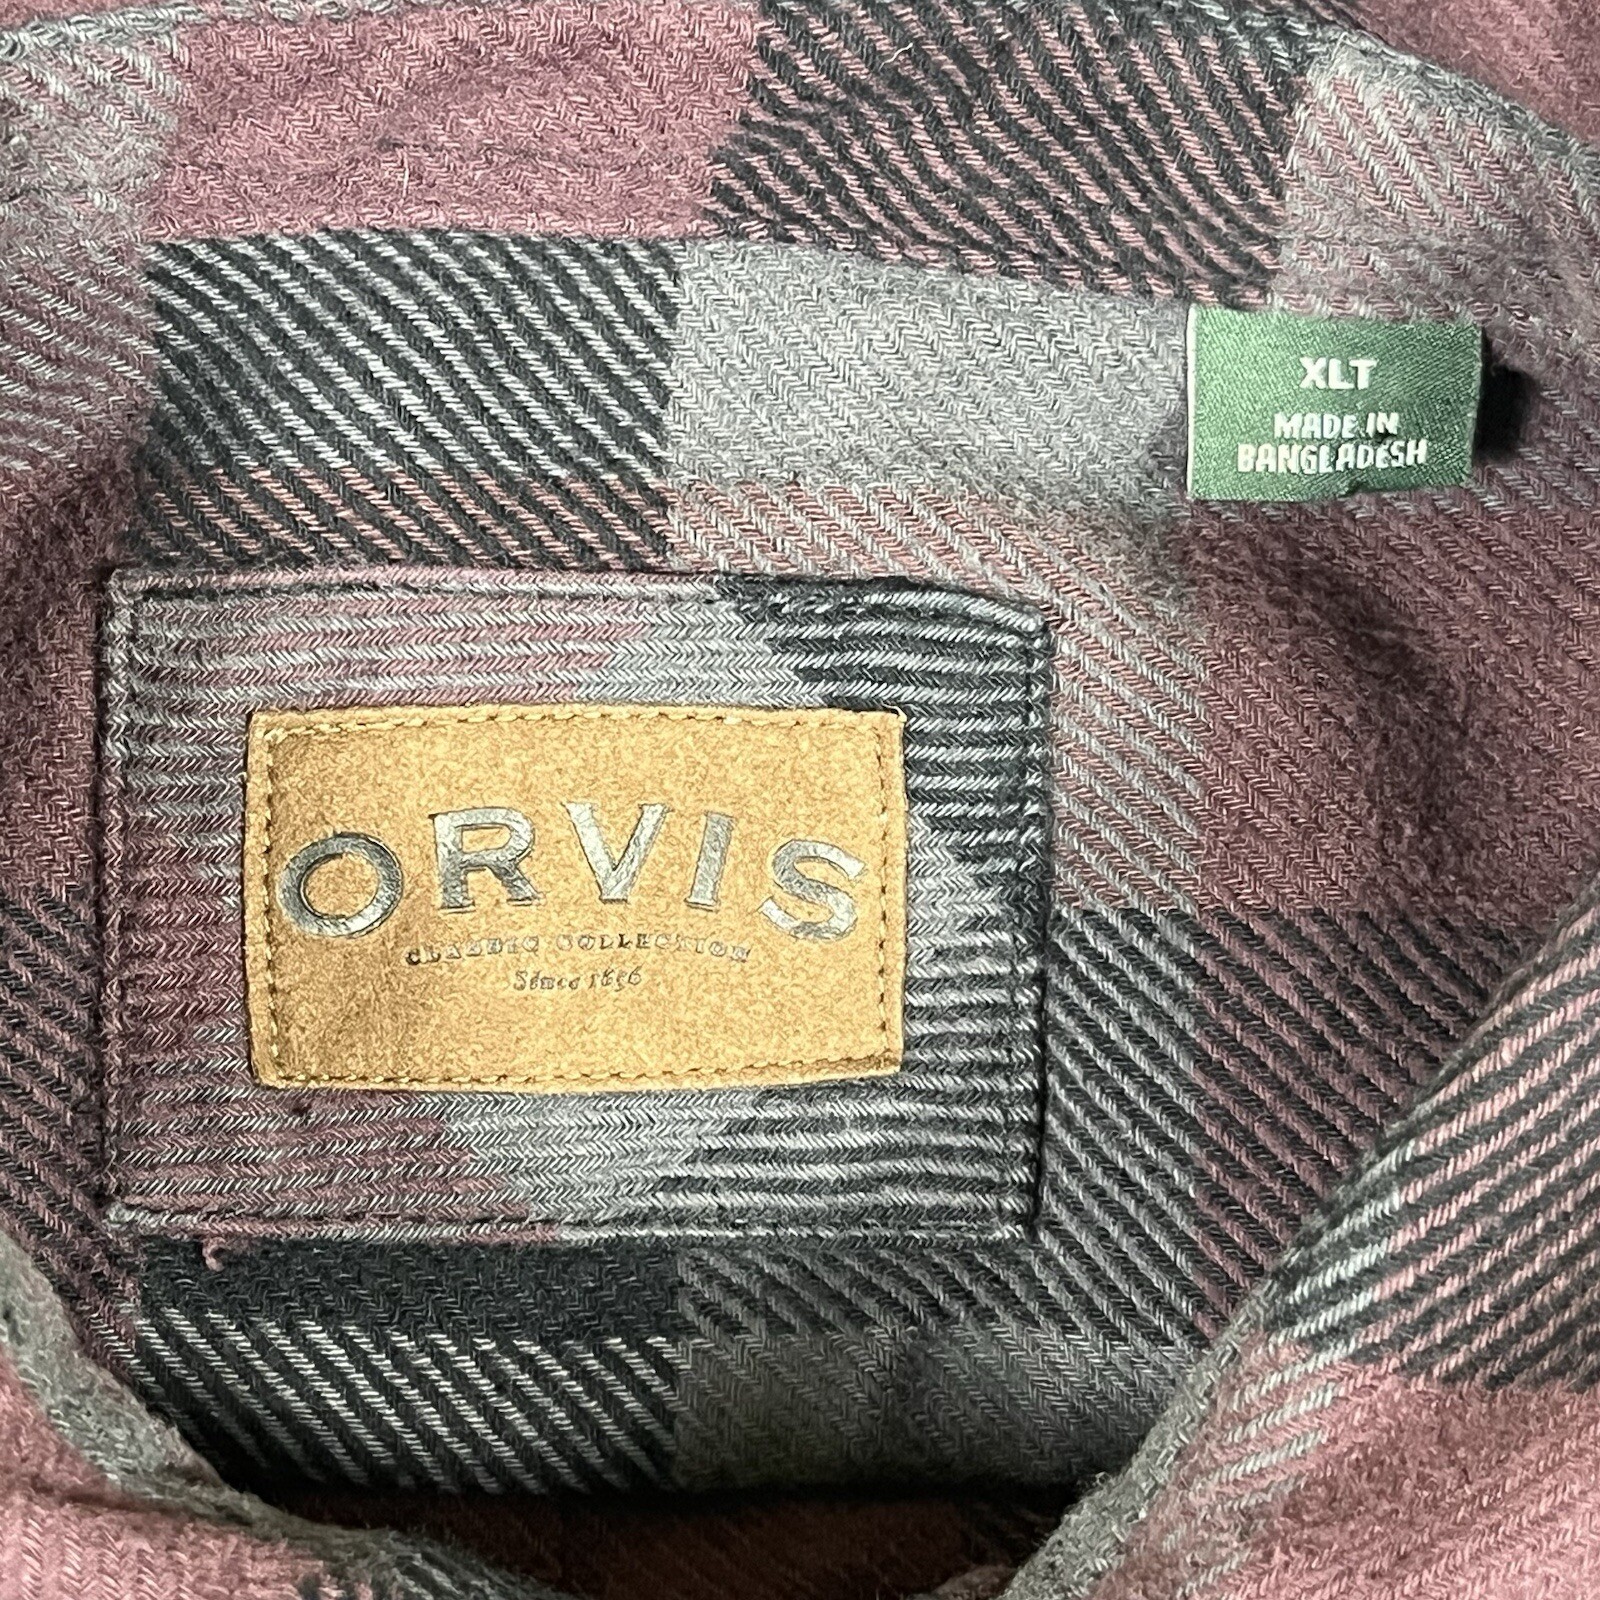 XLT
MADE IN
BANGLADESH
ORVIS
CLASSIC COLLECTION
Since 1856